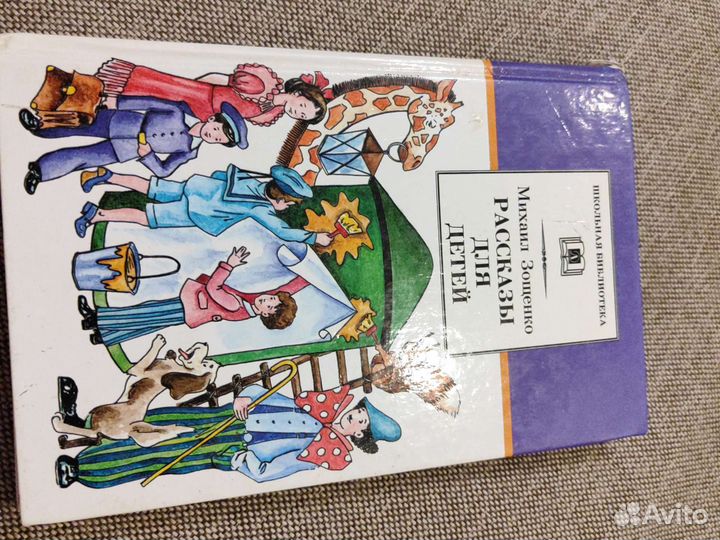 ШКОЛЬНАЯ БИБЛИОТЕКА
Михаил Зощенко
РАССКАЗЫ
ДЛЯ
ДЕТЕЙ
Avito